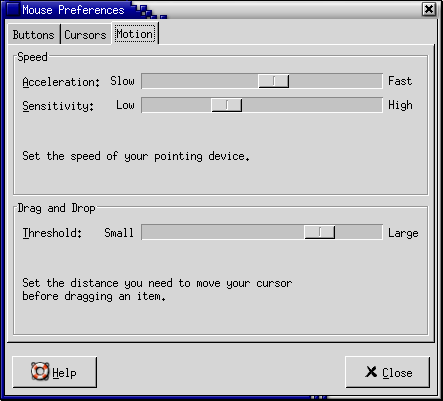 Mouse Preferences
Buttons Cursors Motion
Speed
Acceleration: Slow Fast
Sensitivity: Low High
Set the speed of your pointing device.
Drag and Drop
Threshold: Small Large
Set the distance you need to move your cursor
before dragging an item.
Help Close